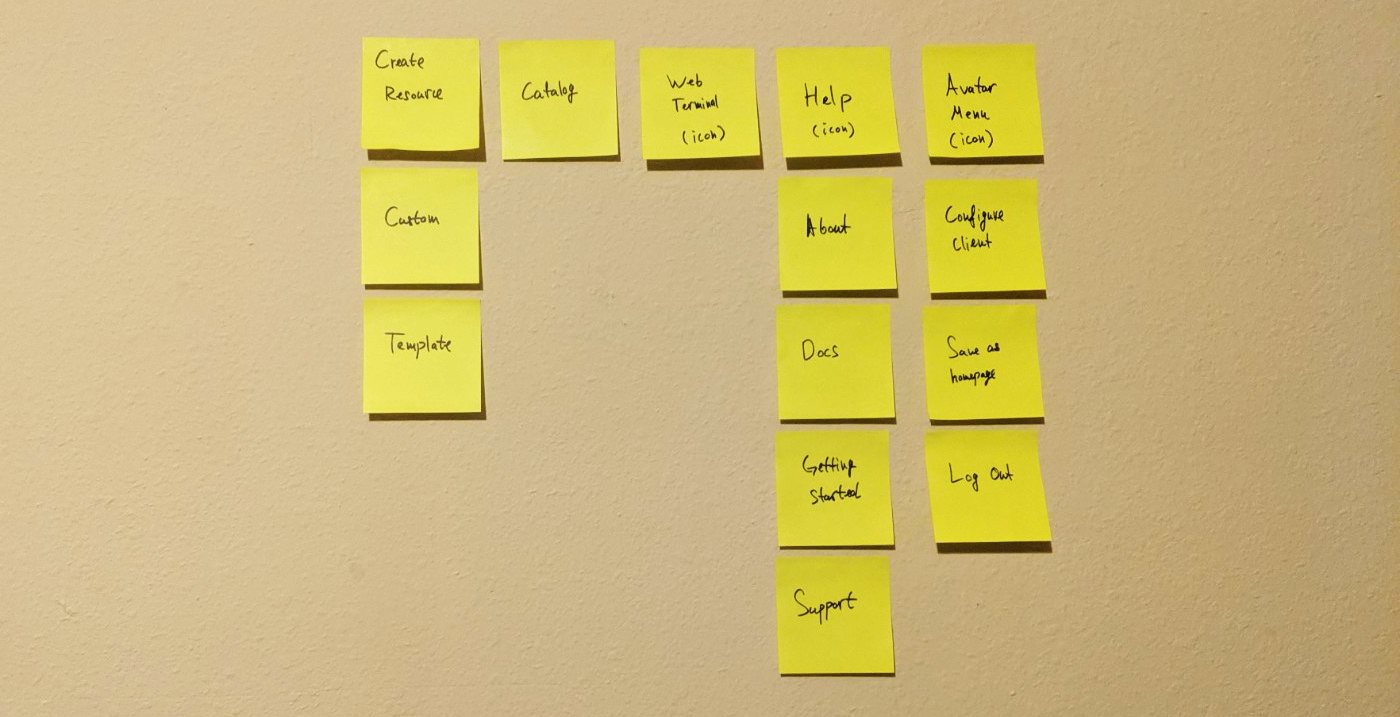 Create
Resource
Catalog
Web
Terminal
(icon)
Help
(icon)
Avatar
Menu
(icon)
Custom
About
Configure
Client
Template
Docs
Save as
homepage
Getting
Started
Log Out
Support